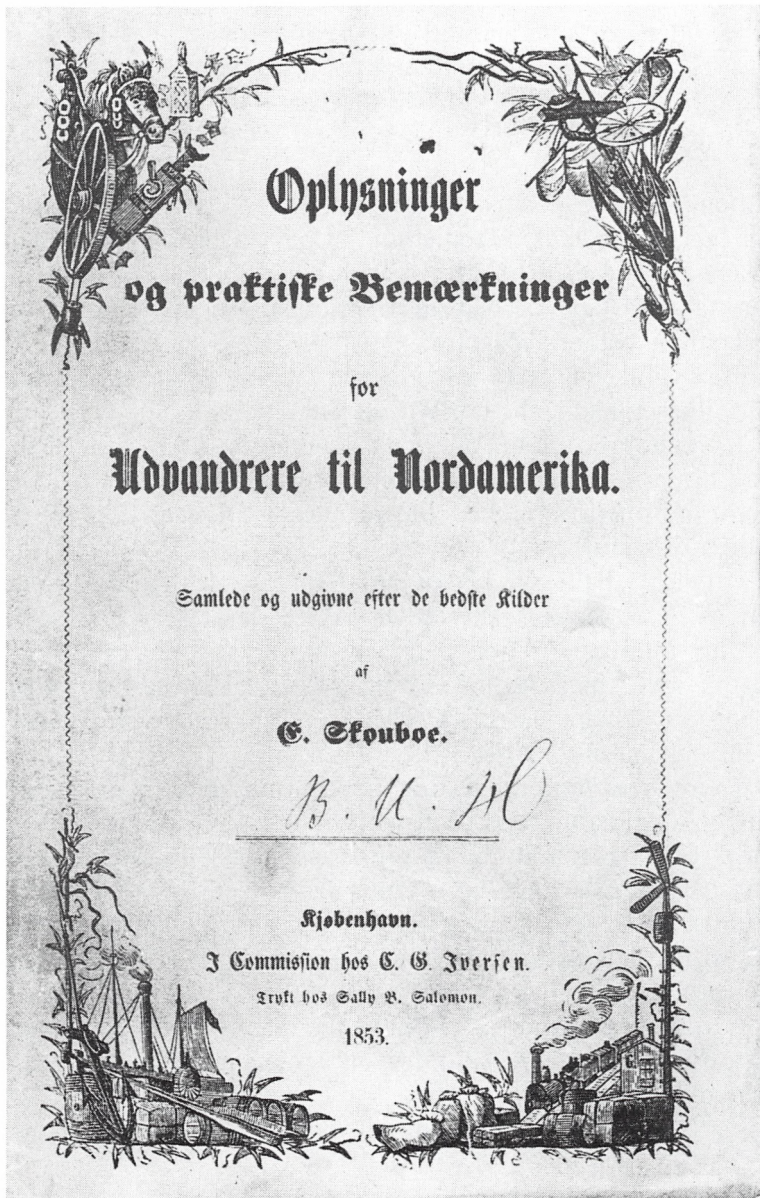 Oplysninger
og praktiske Bemærkninger
for
Udvandrere til Nordamerika.
Samlede og udgivne efter de bedste Kilder
af
E. Skouboe.
Kjøbenhavn.
I Commission hos C. G. Iversen.
Trykt hos Sally B. Salomon.
1853.